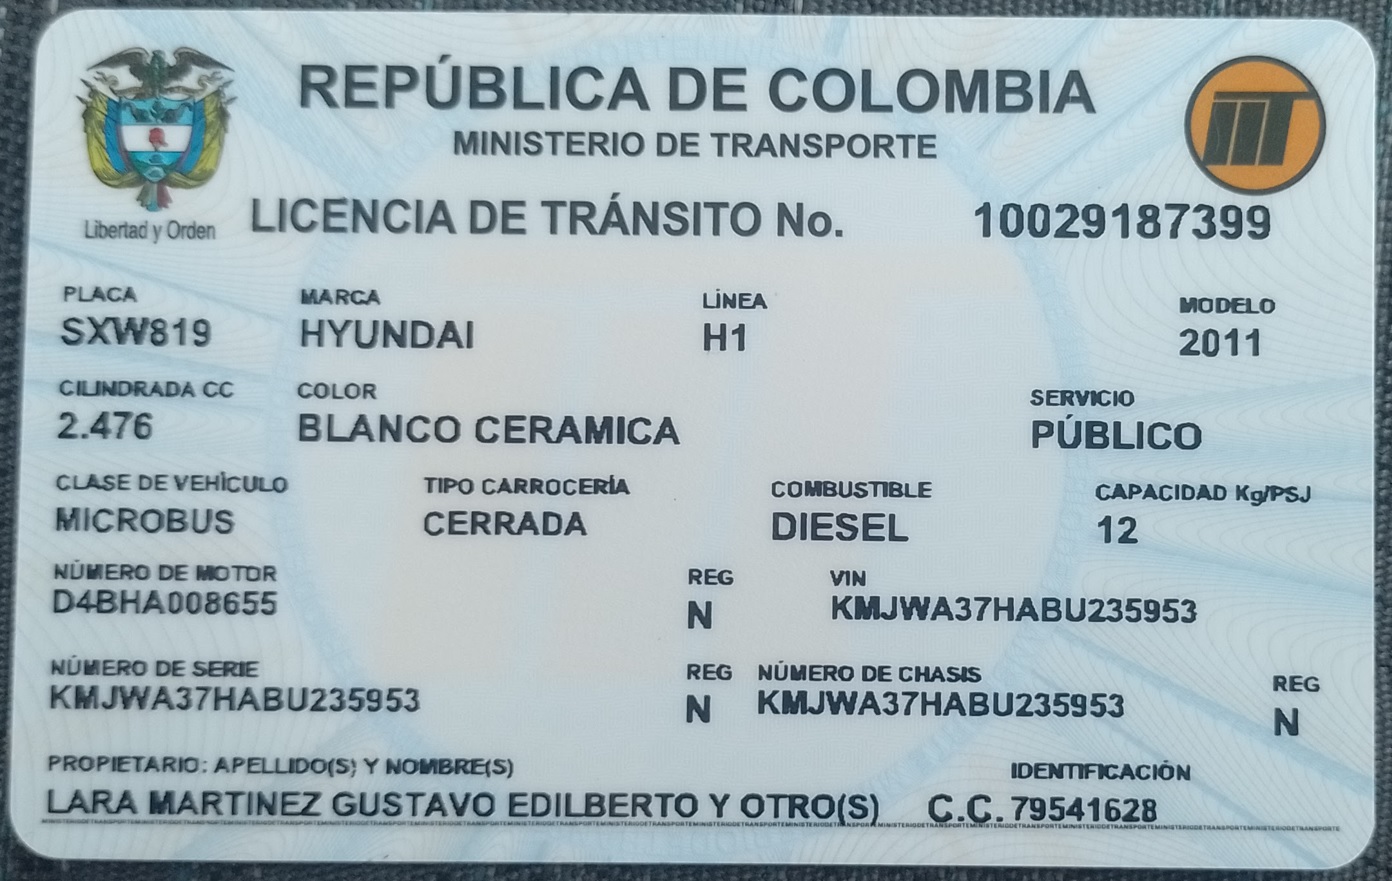 REPÚBLICA DE COLOMBIA
MINISTERIO DE TRANSPORTE
Libertad y Orden
LICENCIA DE TRÁNSITO No. 10029187399
PLACA MARCA LÍNEA MODELO
SXW819 HYUNDAI H1 2011
CILINDRADA CC COLOR SERVICIO
2.476 BLANCO CERAMICA PÚBLICO
CLASE DE VEHÍCULO TIPO CARROCERÍA COMBUSTIBLE CAPACIDAD Kg/PSJ
MICROBUS CERRADA DIESEL 12
NÚMERO DE MOTOR REG VIN
D4BHA008655 N KMJWA37HABU235953
NÚMERO DE SERIE REG NÚMERO DE CHASIS REG
KMJWA37HABU235953 N KMJWA37HABU235953 N
PROPIETARIO: APELLIDO(S) Y NOMBRE(S) IDENTIFICACIÓN
LARA MARTINEZ GUSTAVO EDILBERTO Y OTRO(S) C.C. 79541628